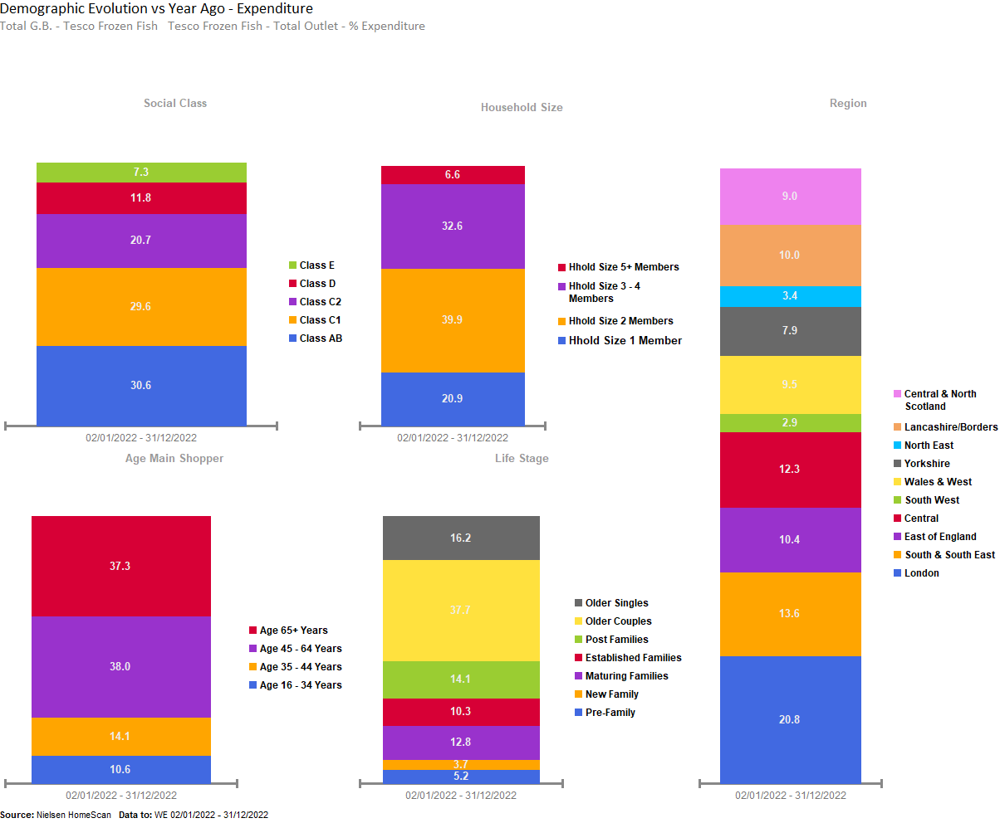 Demographic Evolution vs Year Ago - Expenditure
Total G.B. - Tesco Frozen Fish   Tesco Frozen Fish - Total Outlet - % Expenditure
Social Class
7.3
11.8
20.7
29.6
30.6
Class E
Class D
Class C2
Class C1
Class AB
02/01/2022 - 31/12/2022
Household Size
6.6
32.6
39.9
20.9
Hhold Size 5+ Members
Hhold Size 3 - 4
Members
Hhold Size 2 Members
Hhold Size 1 Member
02/01/2022 - 31/12/2022
Region
9.0
10.0
3.4
7.9
9.5
2.9
12.3
10.4
13.6
20.8
Central & North
Scotland
Lancashire/Borders
North East
Yorkshire
Wales & West
South West
Central
East of England
South & South East
London
02/01/2022 - 31/12/2022
Age Main Shopper
37.3
38.0
14.1
10.6
Age 65+ Years
Age 45 - 64 Years
Age 35 - 44 Years
Age 16 - 34 Years
02/01/2022 - 31/12/2022
Life Stage
16.2
37.7
14.1
10.3
12.8
3.7
5.2
Older Singles
Older Couples
Post Families
Established Families
Maturing Families
New Family
Pre-Family
02/01/2022 - 31/12/2022
Source: Nielsen HomeScan   Data to: WE 02/01/2022 - 31/12/2022